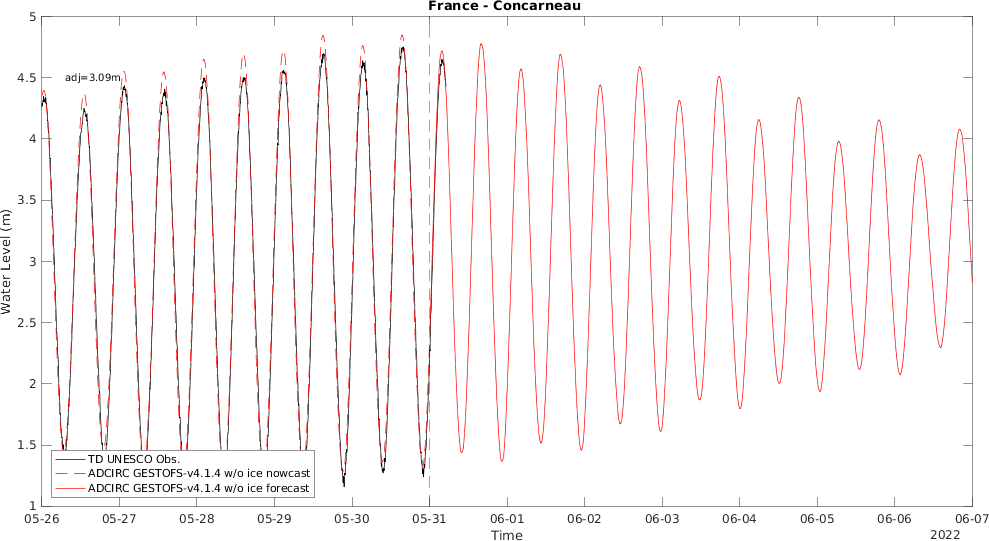 France - Concarneau
Water Level (m)
5
4.5
4
3.5
3
2.5
2
1.5
1
adj=3.09m
TD UNESCO Obs.
ADCIRC GESTOFS-v4.1.4 w/o ice nowcast
ADCIRC GESTOFS-v4.1.4 w/o ice forecast
05-26 05-27 05-28 05-29 05-30 05-31 06-01 06-02 06-03 06-04 06-05 06-06 06-07
Time
2022